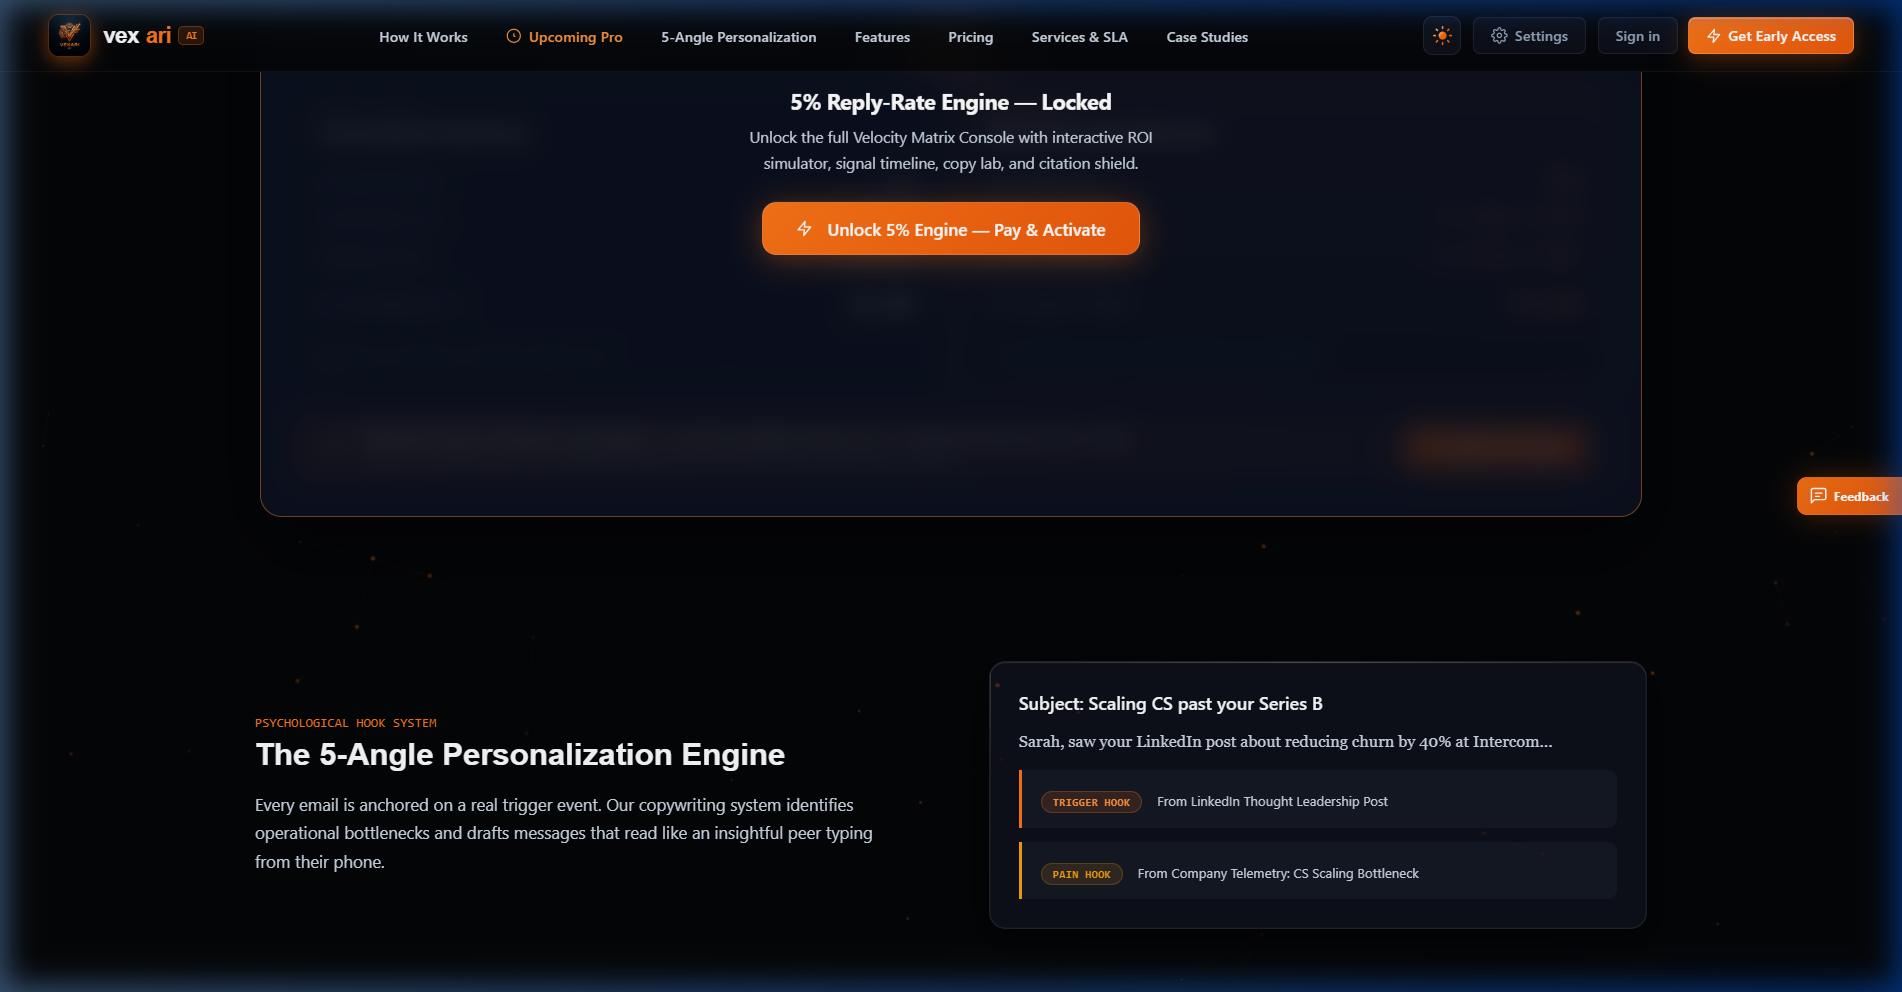 vex ari AI
How It Works
Upcoming Pro
5-Angle Personalization
Features
Pricing
Services & SLA
Case Studies
Settings
Sign in
Get Early Access
5% Reply-Rate Engine — Locked
Unlock the full Velocity Matrix Console with interactive ROI
simulator, signal timeline, copy lab, and citation shield.
Unlock 5% Engine — Pay & Activate
Feedback
PSYCHOLOGICAL HOOK SYSTEM
The 5-Angle Personalization Engine
Every email is anchored on a real trigger event. Our copywriting system identifies
operational bottlenecks and drafts messages that read like an insightful peer typing
from their phone.
Subject: Scaling CS past your Series B
Sarah, saw your LinkedIn post about reducing churn by 40% at Intercom...
TRIGGER HOOK From LinkedIn Thought Leadership Post
PAIN HOOK From Company Telemetry: CS Scaling Bottleneck